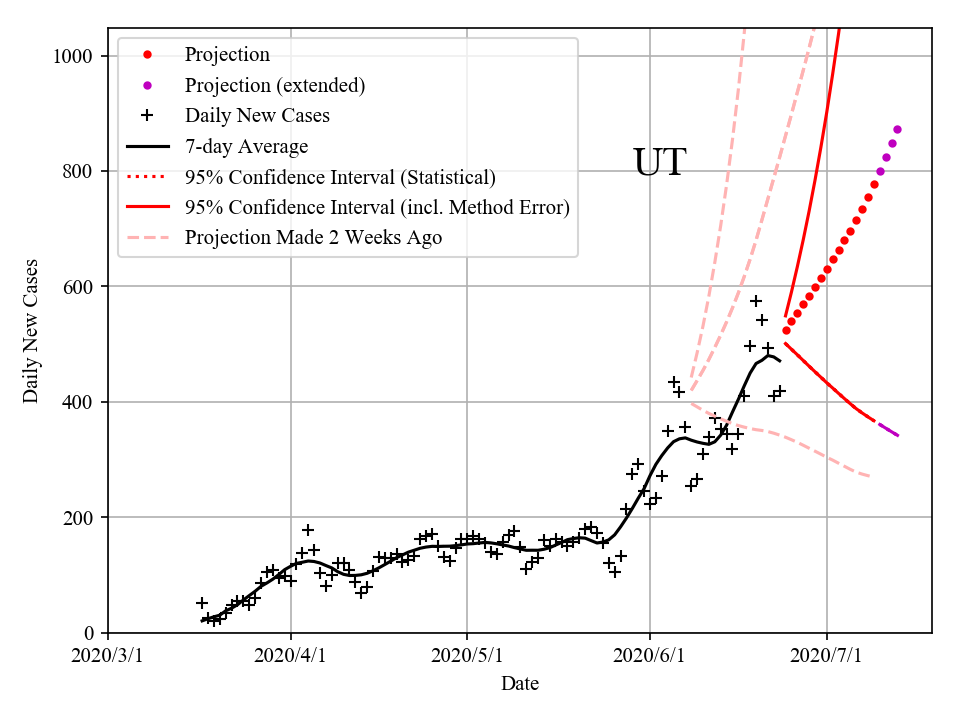 1000
800
600
400
200
0
Daily New Cases
Projection
Projection (extended)
Daily New Cases
7-day Average
95% Confidence Interval (Statistical)
95% Confidence Interval (incl. Method Error)
Projection Made 2 Weeks Ago
UT
2020/3/1 2020/4/1 2020/5/1 2020/6/1 2020/7/1
Date